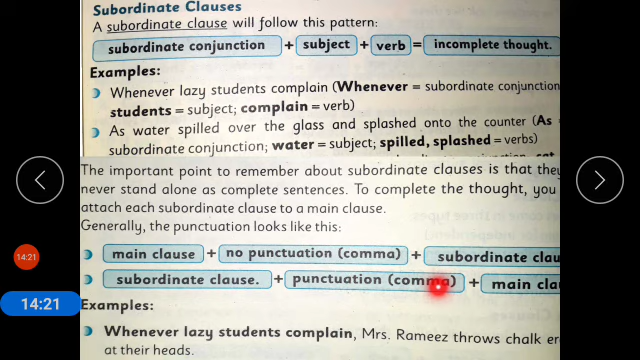 Subordinate Clauses
A subordinate clause will follow this pattern:
subordinate conjunction + subject + verb = incomplete thought.
Examples:
Whenever lazy students complain (Whenever = subordinate conjunction
students = subject; complain = verb)
As water spilled over the glass and splashed onto the counter (As
subordinate conjunction; water = subject; spilled, splashed = verbs)
The important point to remember about subordinate clauses is that they
never stand alone as complete sentences. To complete the thought, you
attach each subordinate clause to a main clause.
Generally, the punctuation looks like this:
main clause + no punctuation (comma) + subordinate clau
14:21
subordinate clause. + punctuation (comma) + main cla
14:21
Examples:
Whenever lazy students complain, Mrs. Rameez throws chalk er
at their heads.